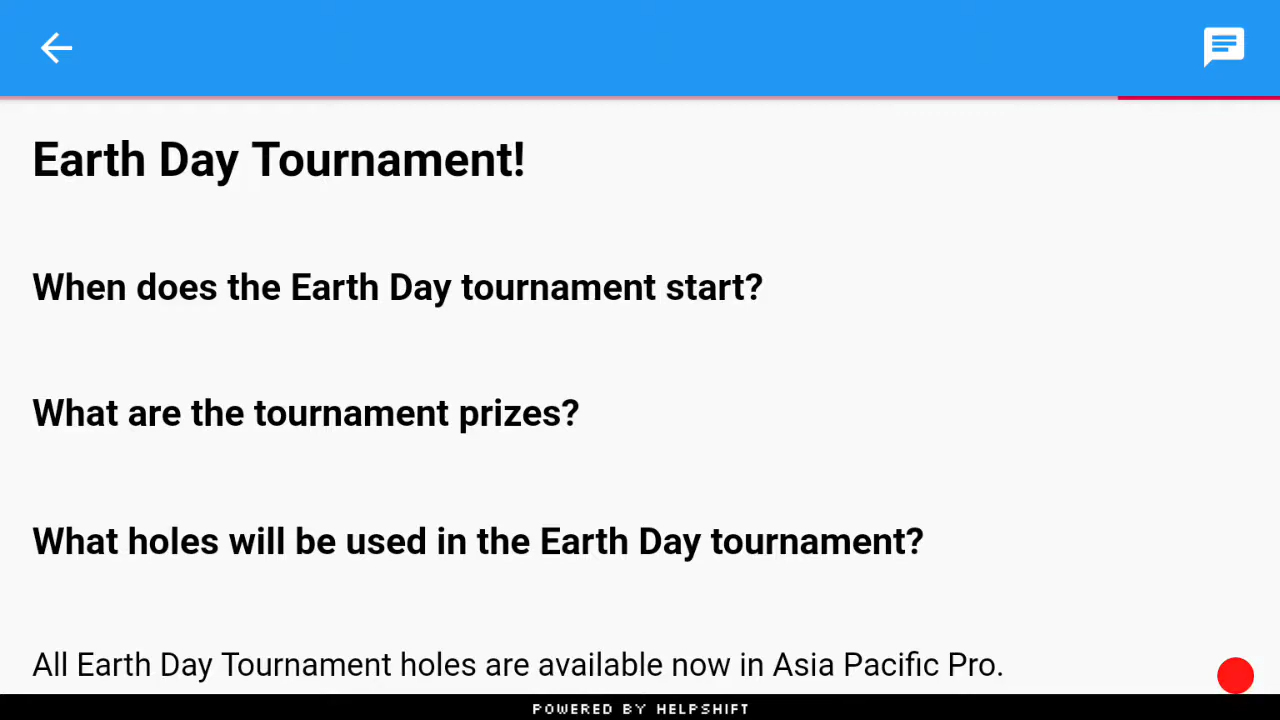 Earth Day Tournament!
When does the Earth Day tournament start?
What are the tournament prizes?
What holes will be used in the Earth Day tournament?
All Earth Day Tournament holes are available now in Asia Pacific Pro.
POWERED BY HELPSHIFT